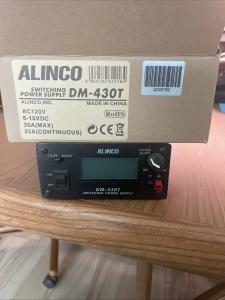 ALINCO
SWITCHING
POWER SUPPLY DM-430T
ALINCO, INC. MADE IN CHINA
AC120V
5-15VDC
30A(MAX)
25A(CONTINUOUS)
RoHS
ALINCO
DM-430T
SWITCHING POWER SUPPLY